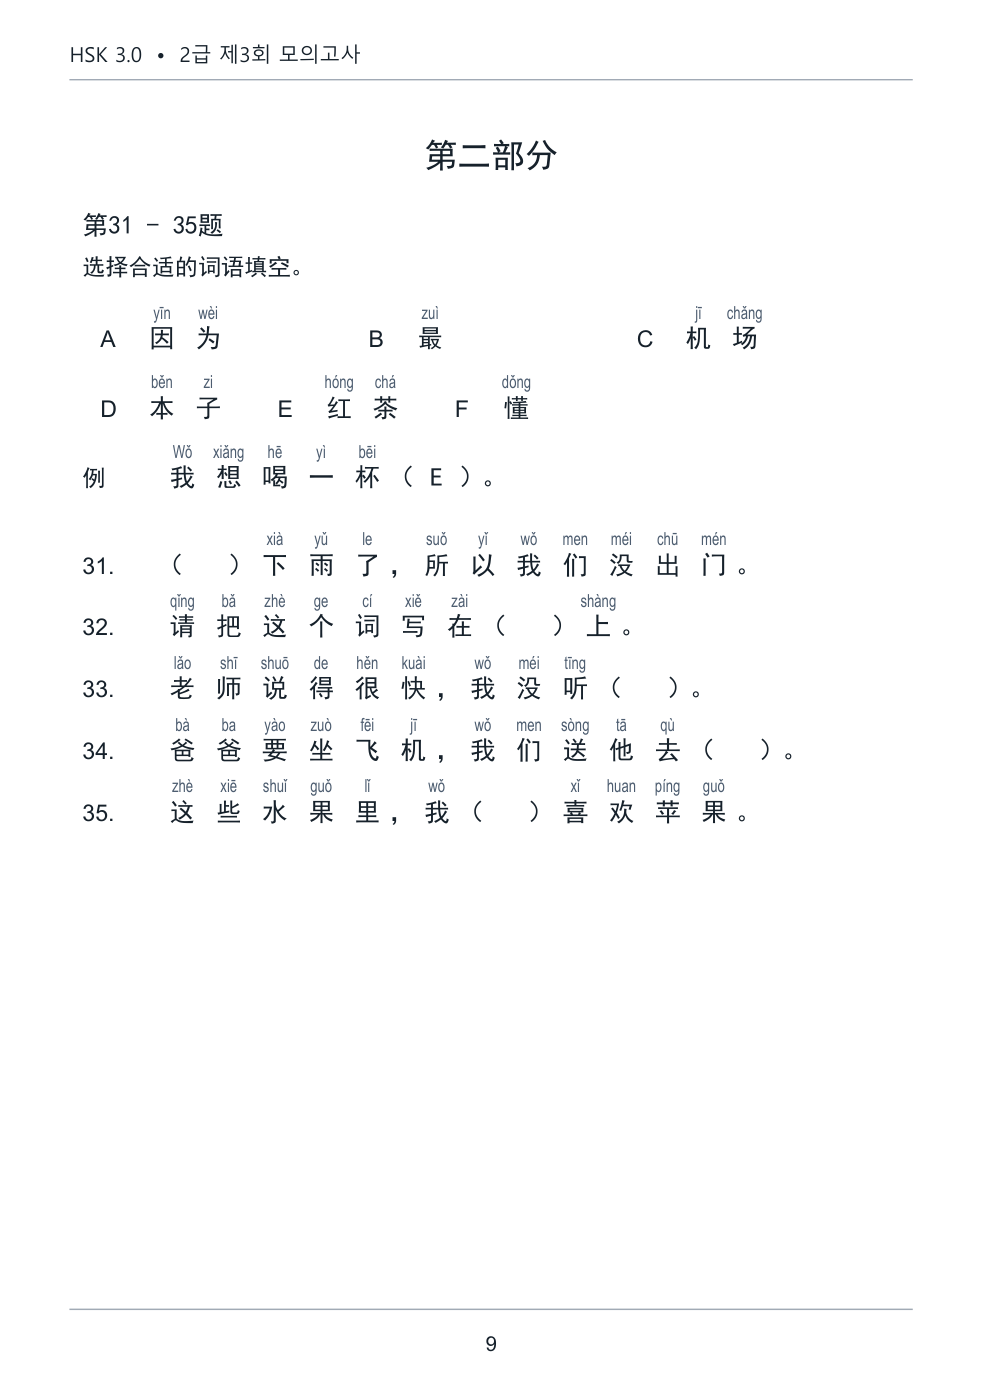 HSK 3.0 • 2급 제3회 모의고사
第二部分
第31 － 35题
选择合适的词语填空。
yīn wèi zuì jī chǎng
A 因为 B 最 C 机场
běn zi hóng chá dǒng
D 本子 E 红茶 F 懂
Wǒ xiǎng hē yì bēi
例 我想喝一杯（ E ）。
xià yǔ le suǒ yǐ wǒ men méi chū mén
31. （ ）下雨了，所以我们没出门。
qǐng bǎ zhè ge cí xiě zài shàng
32. 请把这个词写在（ ）上。
lǎo shī shuō de hěn kuài wǒ méi tīng
33. 老师说得很快，我没听（ ）。
bà ba yào zuò fēi jī wǒ men sòng tā qù
34. 爸爸要坐飞机，我们送他去（ ）。
zhè xiē shuǐ guǒ lǐ wǒ xǐ huan píng guǒ
35. 这些水果里，我（ ）喜欢苹果。
9